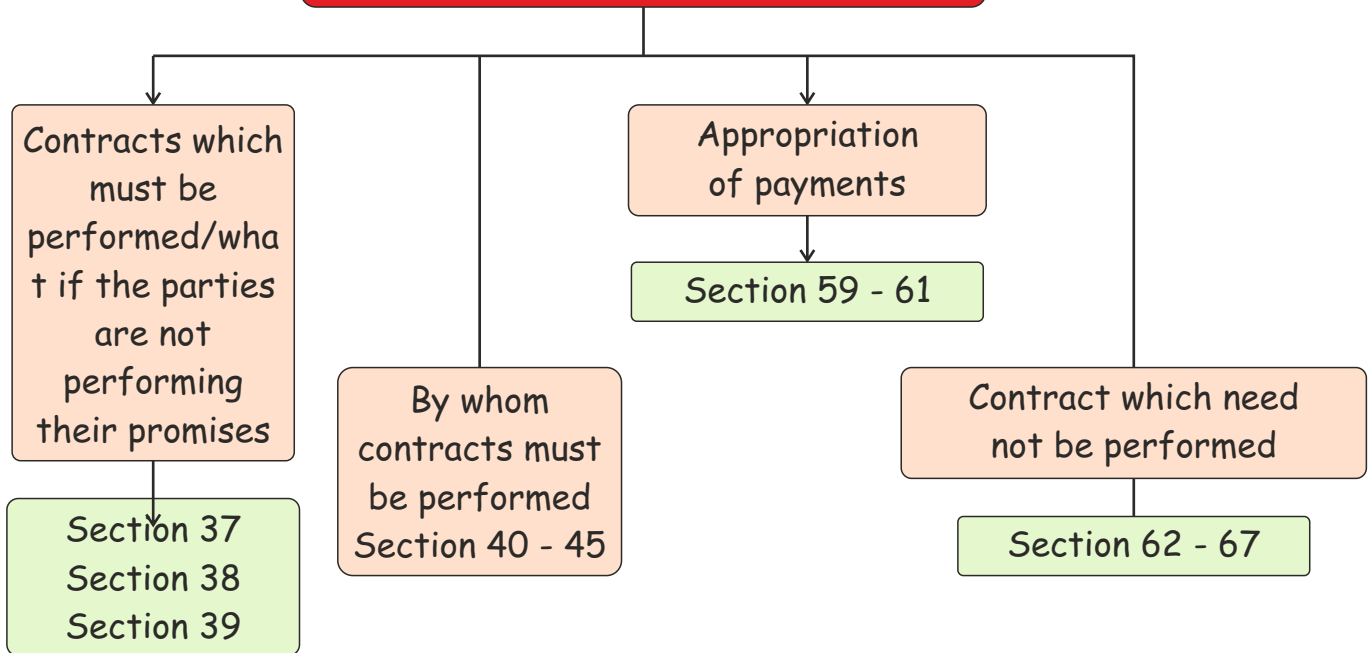 Contracts which
must be
performed/wha
t if the parties
are not
performing
their promises
Section 37
Section 38
Section 39
By whom
contracts must
be performed
Section 40 - 45
Appropriation
of payments
Section 59 - 61
Contract which need
not be performed
Section 62 - 67